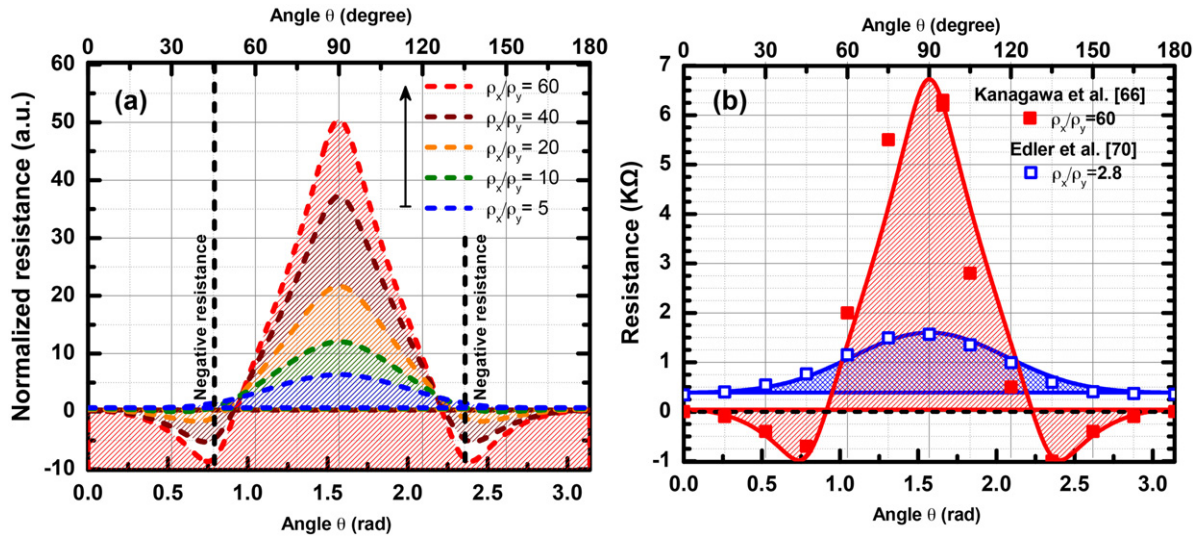 Angle θ (degree)
0 30 60 90 120 150 180
Normalized resistance (a.u.)
60
50
40
30
20
10
0
-10
(a)
ρx/ρy= 60
ρx/ρy= 40
ρx/ρy= 20
ρx/ρy= 10
ρx/ρy= 5
Negative resistance
Negative resistance
0.0 0.5 1.0 1.5 2.0 2.5 3.0
Angle θ (rad)
Angle θ (degree)
0 30 60 90 120 150 180
Resistance (KΩ)
7
6
5
4
3
2
1
0
-1
(b)
Kanagawa et al. [66]
ρx/ρy=60
Edler et al. [70]
ρx/ρy=2.8
0.0 0.5 1.0 1.5 2.0 2.5 3.0
Angle θ (rad)